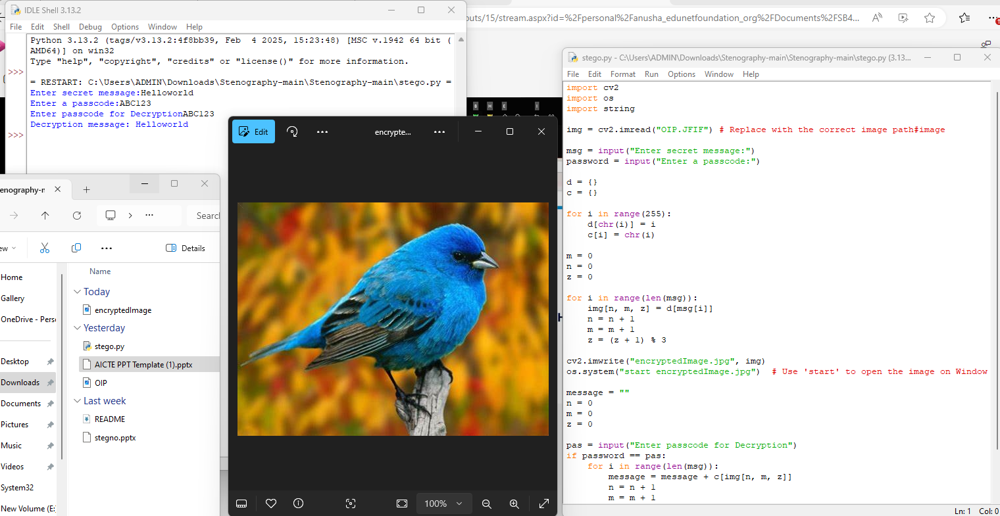 IDLE Shell 3.13.2
File Edit Shell Debug Options Window Help
Python 3.13.2 (tags/v3.13.2:4f8bb39, Feb  4 2025, 15:23:48) [MSC v.1942 64 bit (
AMD64)] on win32
Type "help", "copyright", "credits" or "license()" for more information.
>>>
= RESTART: C:\Users\ADMIN\Downloads\Stenography-main\Stenography-main\stego.py =
Enter secret message:Helloworld
Enter a passcode:ABC123
Enter passcode for DecryptionABC123
Decryption message: Helloworld
>>>
outs/15/stream.aspx?id=%2Fpersonal%2Fanusha_edunetfoundation_org%2FDocuments%2FSB4...
B H E I
enography-m
Search
ew
Details
Home
Gallery
OneDrive - Pers
Desktop
Downloads
Documents
Pictures
Music
Videos
System32
New Volume (E:)
Name
Today
encryptedImage
Yesterday
stego.py
AICTE PPT Template (1).pptx
OIP
Last week
README
stegno.pptx
Edit
encrypte...
100%
stego.py - C:\Users\ADMIN\Downloads\Stenography-main\Stenography-main\stego.py (3.13...
File Edit Format Run Options Window Help
import cv2
import os
import string
img = cv2.imread("OIP.JFIF") # Replace with the correct image path#image
msg = input("Enter secret message:")
password = input("Enter a passcode:")
d = {}
c = {}
for i in range(255):
    d[chr(i)] = i
    c[i] = chr(i)
m = 0
n = 0
z = 0
for i in range(len(msg)):
    img[n, m, z] = d[msg[i]]
    n = n + 1
    m = m + 1
    z = (z + 1) % 3
cv2.imwrite("encryptedImage.jpg", img)
os.system("start encryptedImage.jpg")  # Use 'start' to open the image on Window
message = ""
n = 0
m = 0
z = 0
pas = input("Enter passcode for Decryption")
if password == pas:
    for i in range(len(msg)):
        message = message + c[img[n, m, z]]
        n = n + 1
        m = m + 1
Ln: 1 Col: 0